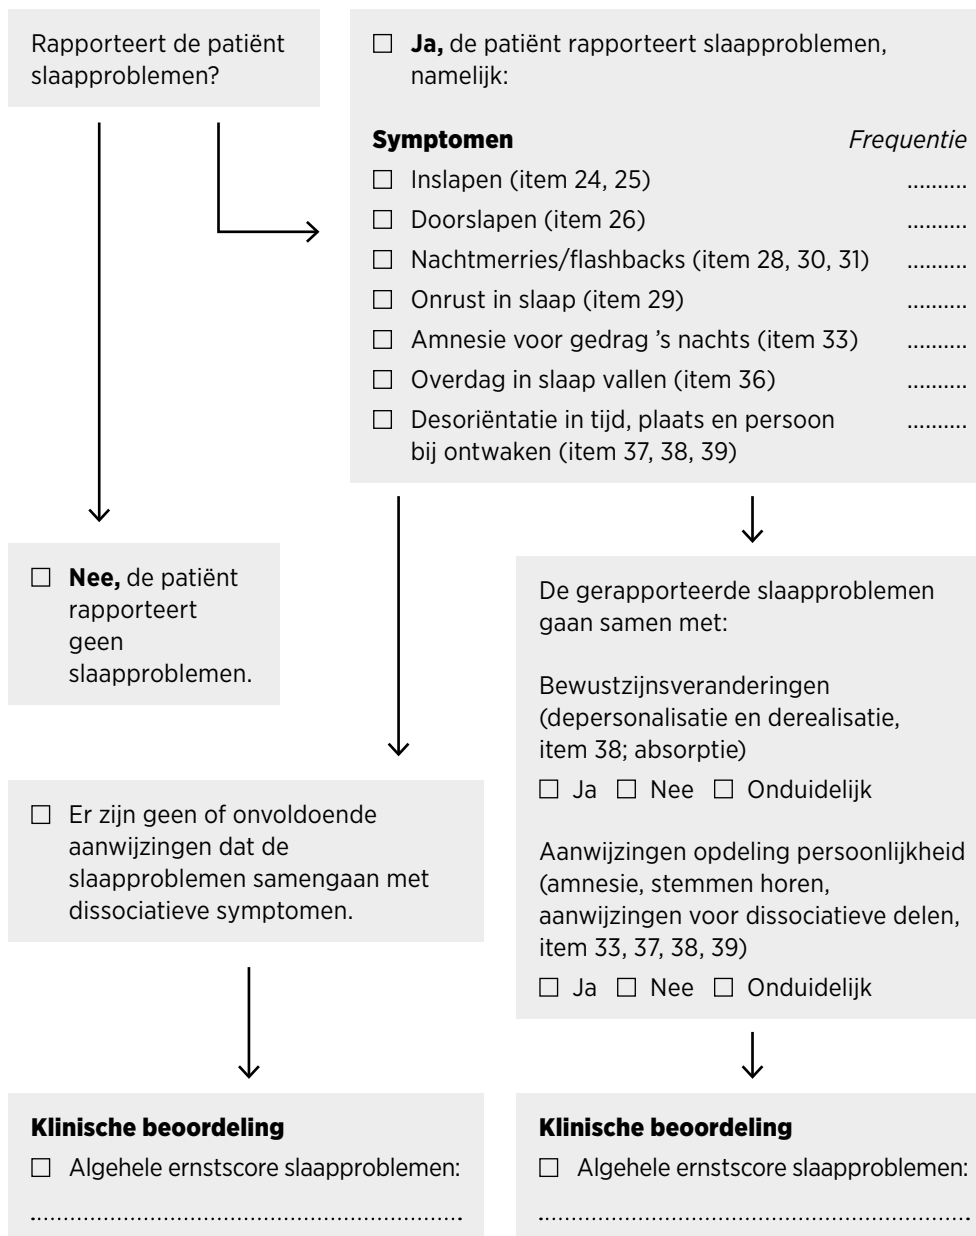 Rapporteert de patiënt
slaapproblemen?
☐ Ja, de patiënt rapporteert slaapproblemen,
namelijk:
Symptomen Frequentie
☐ Inslapen (item 24, 25) ..........
☐ Doorslapen (item 26) ..........
☐ Nachtmerries/flashbacks (item 28, 30, 31) ..........
☐ Onrust in slaap (item 29) ..........
☐ Amnesie voor gedrag ’s nachts (item 33) ..........
☐ Overdag in slaap vallen (item 36) ..........
☐ Desoriëntatie in tijd, plaats en persoon ..........
bij ontwaken (item 37, 38, 39)
☐ Nee, de patiënt
rapporteert
geen
slaapproblemen.
De gerapporteerde slaapproblemen
gaan samen met:
Bewustzijnsveranderingen
(depersonalisatie en derealisatie,
item 38; absorptie)
☐ Ja ☐ Nee ☐ Onduidelijk
Aanwijzingen opdeling persoonlijkheid
(amnesie, stemmen horen,
aanwijzingen voor dissociatieve delen,
item 33, 37, 38, 39)
☐ Ja ☐ Nee ☐ Onduidelijk
☐ Er zijn geen of onvoldoende
aanwijzingen dat de
slaapproblemen samengaan met
dissociatieve symptomen.
Klinische beoordeling
☐ Algehele ernstscore slaapproblemen:
........................................................................
Klinische beoordeling
☐ Algehele ernstscore slaapproblemen:
........................................................................